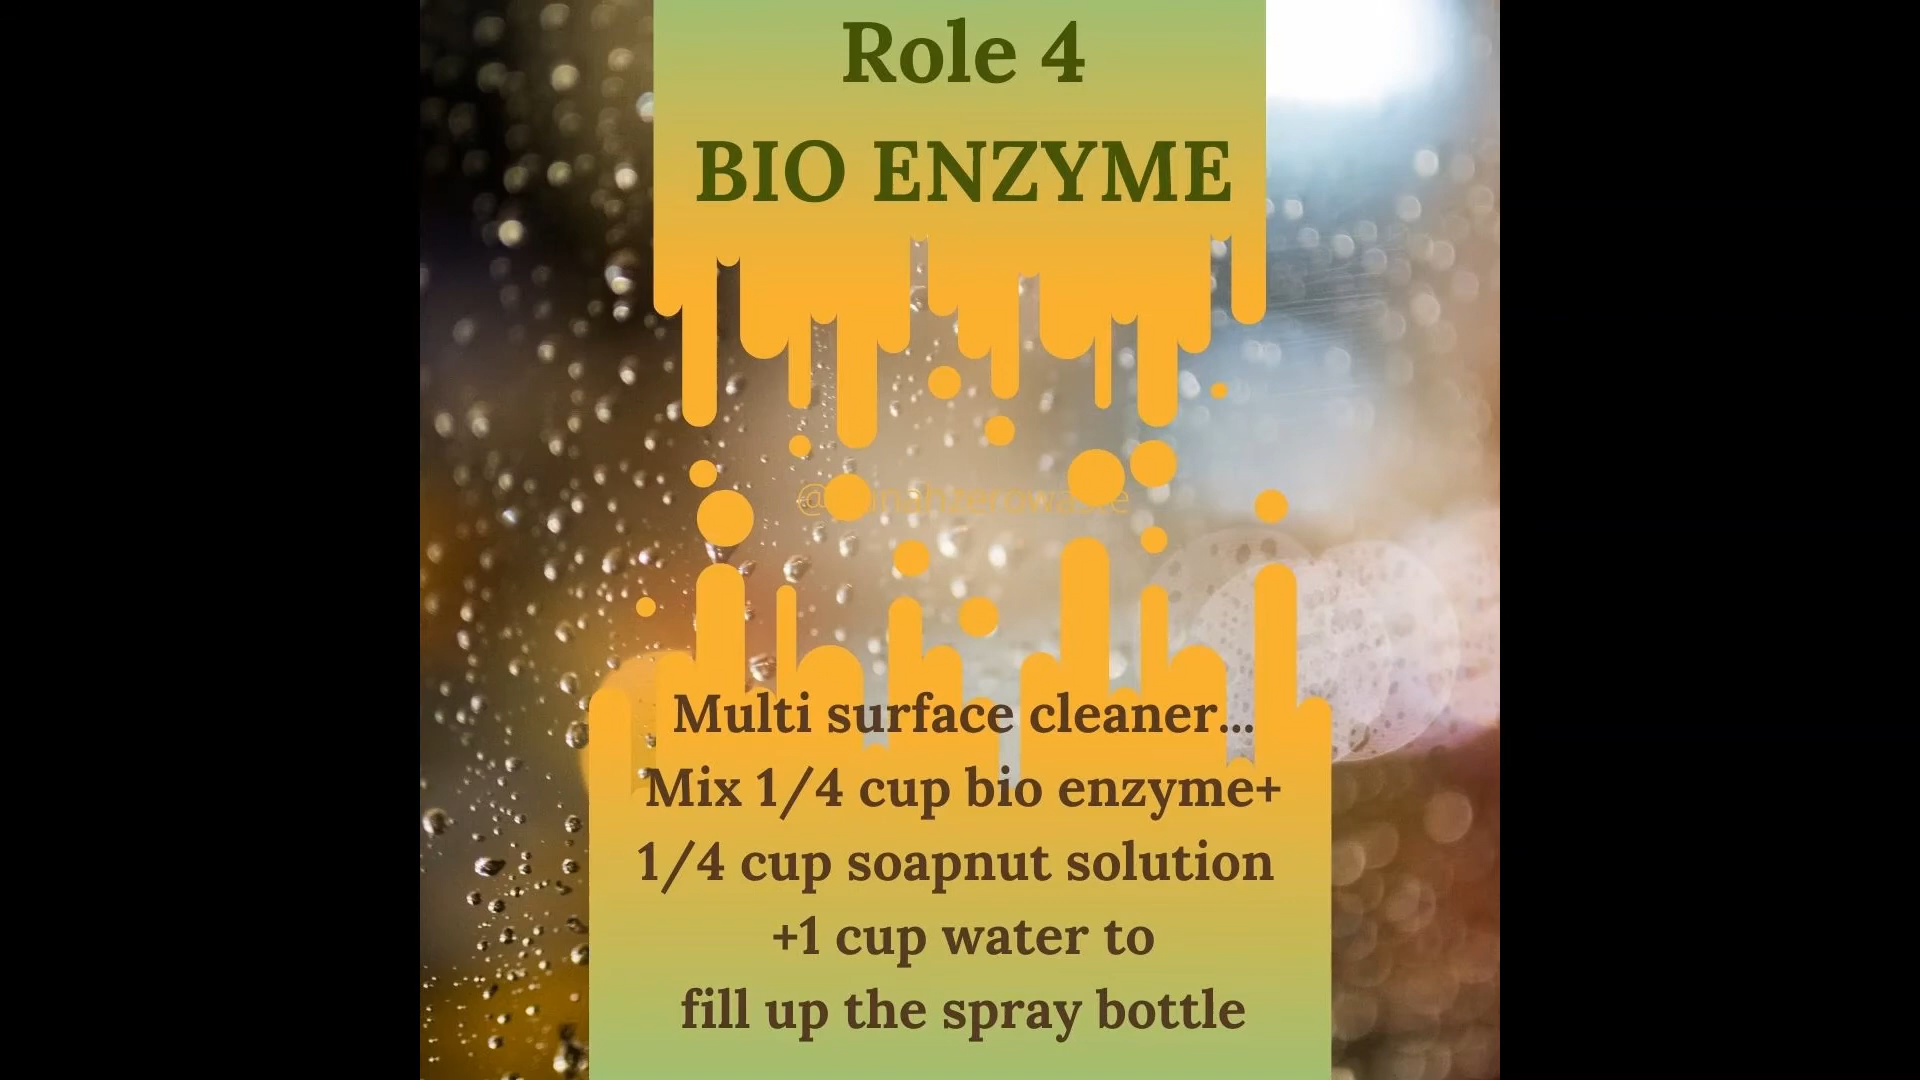 Role 4
BIO ENZYME
Multi surface cleaner...
Mix 1/4 cup bio enzyme+
1/4 cup soapnut solution
+1 cup water to
fill up the spray bottle